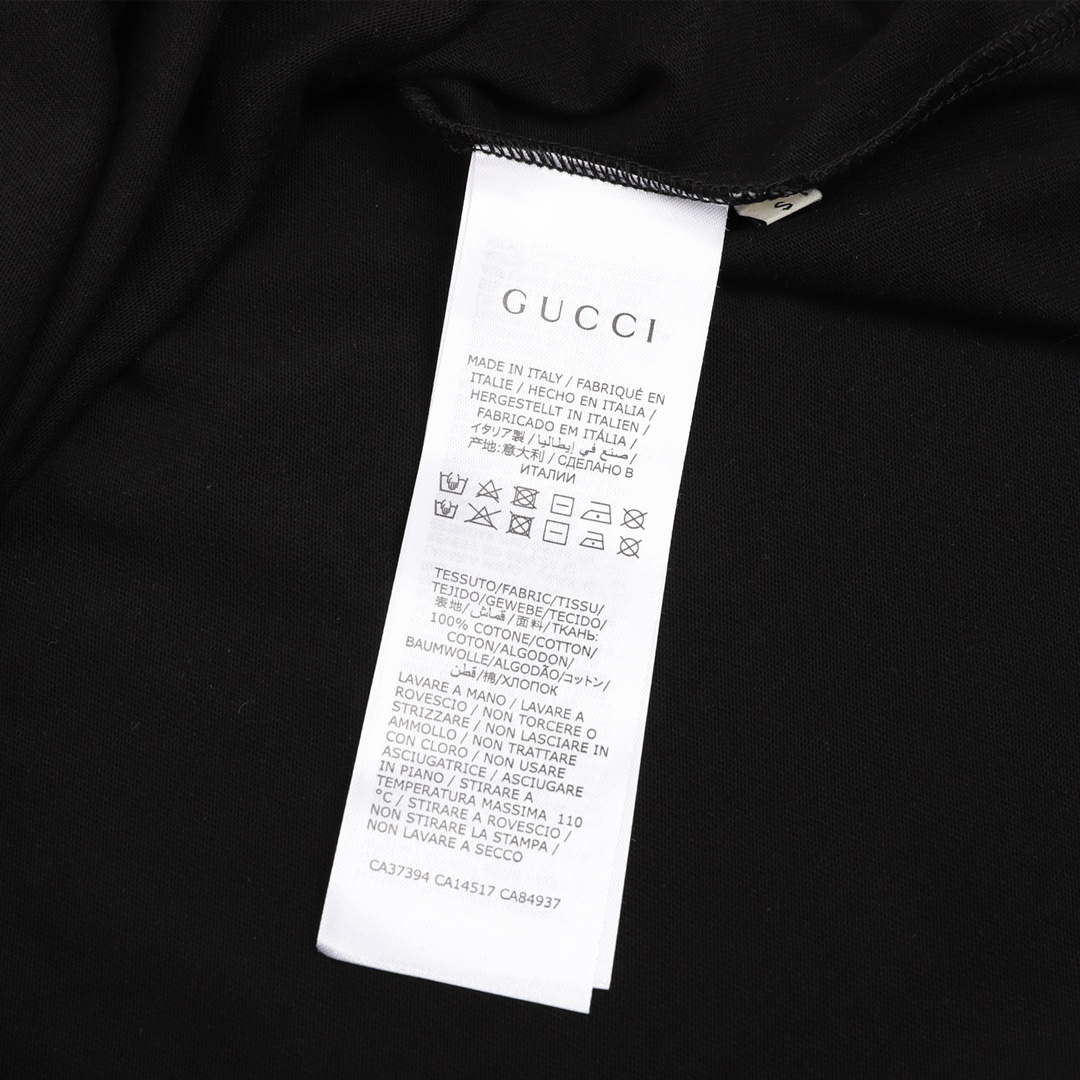 S
GUCCI
MADE IN ITALY / FABRIQUÉ EN
ITALIE / HECHO EN ITALIA /
HERGESTELLT IN ITALIEN /
FABRICADO EM ITÁLIA /
イタリア製 / صنع في إيطاليا /
产地:意大利 / СДЕЛАНО В
ИТАЛИИ
TESSUTO/FABRIC/TISSU/
TEJIDO/GEWEBE/TECIDO/
表地/قماش/面料/ТКАНЬ:
100% COTONE/COTTON/
COTON/ALGODON/
BAUMWOLLE/ALGODÃO/コットン/
قطن/棉/ХЛОПОК
LAVARE A MANO / LAVARE A
ROVESCIO / NON TORCERE O
STRIZZARE / NON LASCIARE IN
AMMOLLO / NON TRATTARE
CON CLORO / NON USARE
ASCIUGATRICE / ASCIUGARE
IN PIANO / STIRARE A
TEMPERATURA MASSIMA 110
°C / STIRARE A ROVESCIO /
NON STIRARE LA STAMPA /
NON LAVARE A SECCO
CA37394 CA14517 CA84937